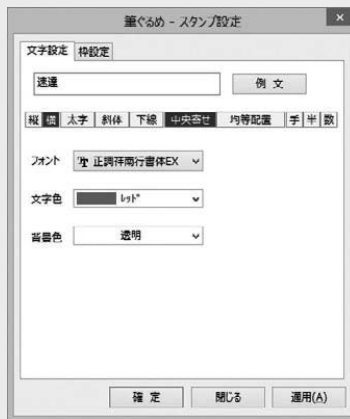 筆ぐるめ - スタンプ設定
文字設定 枠設定
速達 例 文
縦 横 太字 斜体 下線 中央寄せ 均等配置 手 半 数
フォント 正調祥南行書体EX
文字色 レッド
背景色 透明
確 定 閉じる 適用(A)